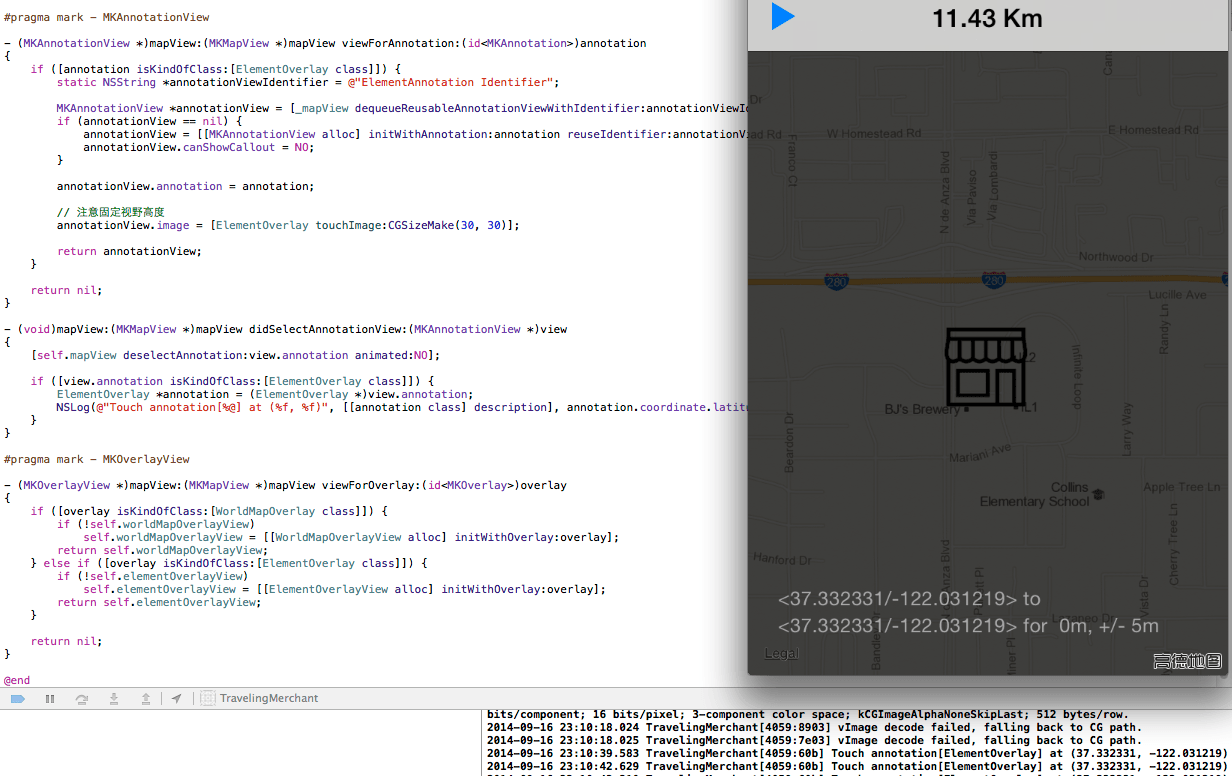 #pragma mark - MKAnnotationView
- (MKAnnotationView *)mapView:(MKMapView *)mapView viewForAnnotation:(id<MKAnnotation>)annotation
{
if ([annotation isKindOfClass:[ElementOverlay class]]) {
static NSString *annotationViewIdentifier = @"ElementAnnotation Identifier";
MKAnnotationView *annotationView = [_mapView dequeueReusableAnnotationViewWithIdentifier:annotationViewId
if (annotationView == nil) {
annotationView = [[MKAnnotationView alloc] initWithAnnotation:annotation reuseIdentifier:annotationV
annotationView.canShowCallout = NO;
}
annotationView.annotation = annotation;
// 注意固定视野高度
annotationView.image = [ElementOverlay touchImage:CGSizeMake(30, 30)];
return annotationView;
}
return nil;
}
- (void)mapView:(MKMapView *)mapView didSelectAnnotationView:(MKAnnotationView *)view
{
[self.mapView deselectAnnotation:view.annotation animated:NO];
if ([view.annotation isKindOfClass:[ElementOverlay class]]) {
ElementOverlay *annotation = (ElementOverlay *)view.annotation;
NSLog(@"Touch annotation[%@] at (%f, %f)", [[annotation class] description], annotation.coordinate.latitu
}
}
#pragma mark - MKOverlayView
- (MKOverlayView *)mapView:(MKMapView *)mapView viewForOverlay:(id<MKOverlay>)overlay
{
if ([overlay isKindOfClass:[WorldMapOverlay class]]) {
if (!self.worldMapOverlayView)
self.worldMapOverlayView = [[WorldMapOverlayView alloc] initWithOverlay:overlay];
return self.worldMapOverlayView;
} else if ([overlay isKindOfClass:[ElementOverlay class]]) {
if (!self.elementOverlayView)
self.elementOverlayView = [[ElementOverlayView alloc] initWithOverlay:overlay];
return self.elementOverlayView;
}
return nil;
}
@end
TravelingMerchant
11.43 Km
Dr
ad Rd
W Homestead Rd
E Homestead Rd
Franco Ct
N de Anza Blvd
Via Paviso
Via Lombardi
Northwood Dr
280
280
Lucille Ave
Randy Ln
IL2
Infinite Loop
BJ's Brewery
IL1
Beardon Dr
Larry Way
Mariani Ave
Collins
Elementary School
Apple Tree Ln
Cherry Tree Ln
Hanford Dr
Vista Dr
<37.332331/-122.031219> to
<37.332331/-122.031219> for 0m, +/- 5m
Legal
高德地图
bits/component; 16 bits/pixel; 3-component color space; kCGImageAlphaNoneSkipLast; 512 bytes/row.
2014-09-16 23:10:18.024 TravelingMerchant[4059:8903] vImage decode failed, falling back to CG path.
2014-09-16 23:10:18.025 TravelingMerchant[4059:7e03] vImage decode failed, falling back to CG path.
2014-09-16 23:10:39.583 TravelingMerchant[4059:60b] Touch annotation[ElementOverlay] at (37.332331, -122.031219)
2014-09-16 23:10:42.629 TravelingMerchant[4059:60b] Touch annotation[ElementOverlay] at (37.332331, -122.031219)